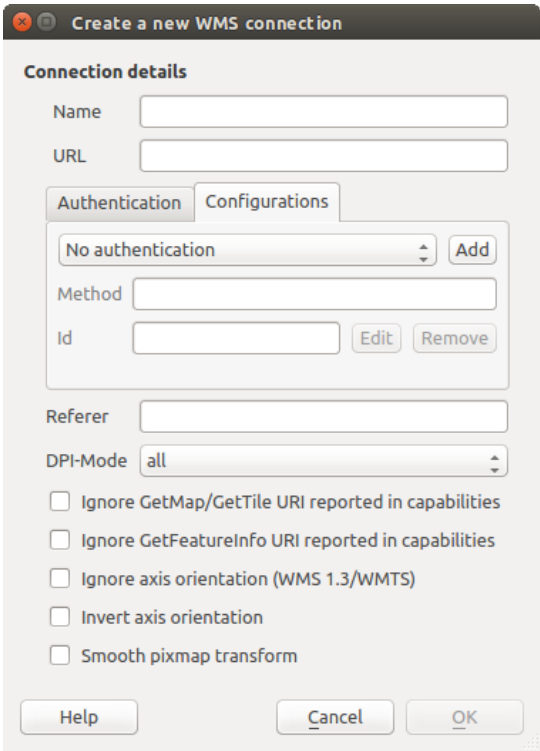 Create a new WMS connection
Connection details
Name
URL
Authentication Configurations
No authentication Add
Method
Id Edit Remove
Referer
DPI-Mode all
Ignore GetMap/GetTile URI reported in capabilities
Ignore GetFeatureInfo URI reported in capabilities
Ignore axis orientation (WMS 1.3/WMTS)
Invert axis orientation
Smooth pixmap transform
Help Cancel OK